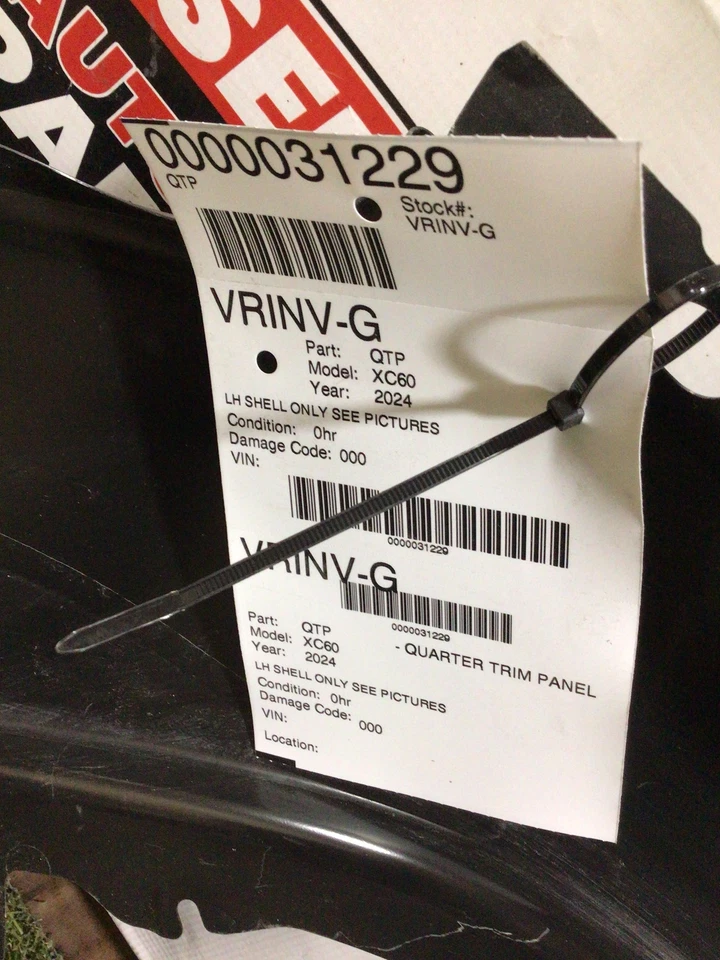 0000031229
QTP
Stock#:
VRINV-G
VRINV-G
Part: QTP
Model: XC60
Year: 2024
LH SHELL ONLY SEE PICTURES
Condition: 0hr
Damage Code: 000
VIN:
0000031229
VRINV-G
0000031229
Part: QTP
Model: XC60 - QUARTER TRIM PANEL
Year: 2024
LH SHELL ONLY SEE PICTURES
Condition: 0hr
Damage Code: 000
VIN:
Location: